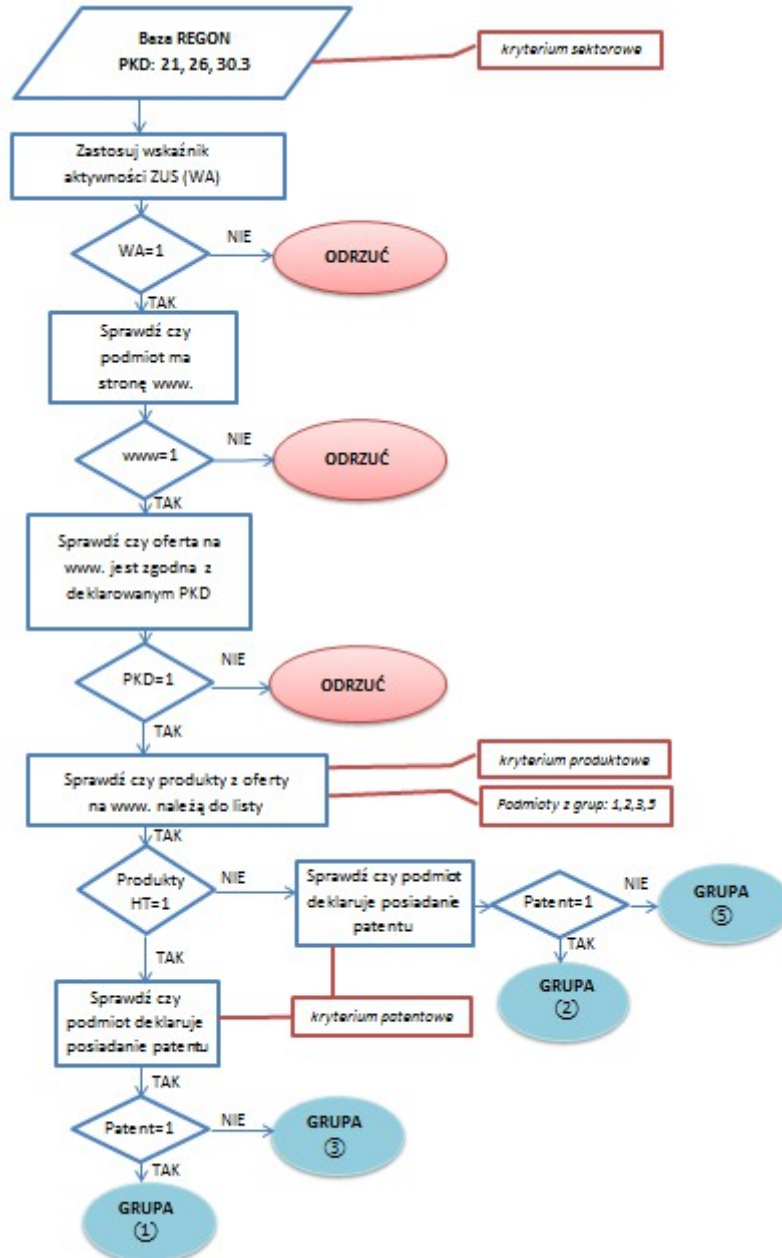 Baza REGON
PKD: 21, 26, 30.3
kryterium sektorowe
Zastosuj wskaźnik
aktywności ZUS (WA)
WA=1
NIE
ODRZUĆ
TAK
Sprawdź czy
podmiot ma
stronę www.
www=1
NIE
ODRZUĆ
TAK
Sprawdź czy oferta na
www. jest zgodna z
deklarowanym PKD
PKD=1
NIE
ODRZUĆ
TAK
kryterium produktowe
Sprawdź czy produkty z oferty
na www. należą do listy
Podmioty z grup: 1,2,3,5
TAK
Produkty
HT=1
NIE
Sprawdź czy podmiot
deklaruje posiadanie
patentu
Patent=1
NIE
GRUPA
⑤
TAK
GRUPA
②
TAK
Sprawdź czy
podmiot deklaruje
posiadanie patentu
kryterium patentowe
TAK
Patent=1
NIE
GRUPA
③
TAK
GRUPA
①